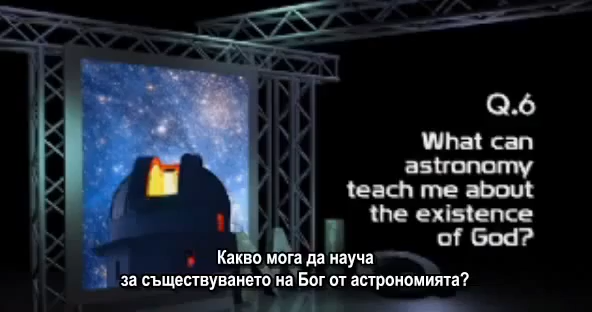 Q.6
What can
astronomy
teach me about
the existence
of God?
Какво мога да науча
за съществуването на Бог от астрономията?